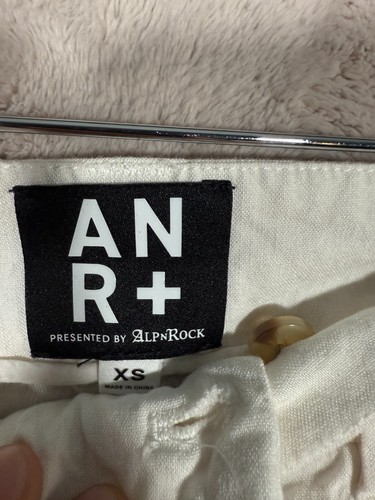 AN
R+
PRESENTED BY ALPNROCK
XS
MADE IN CHINA